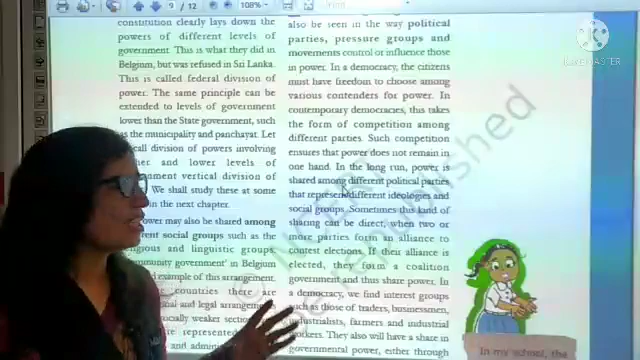 9 / 12
108%
constitution clearly lays down the
powers of different levels of
government. This is what they did in
Belgium, but was refused in Sri Lanka.
This is called federal division of
power. The same principle can be
extended to levels of government
lower than the State government, such
as the municipality and panchayat. Let
call division of powers involving
and lower levels of
vertical division of
We shall study these at some
in the next chapter.
ower may also be shared among
social groups such as the
igious and linguistic groups.
mmunity government' in Belgium
d example of this arrangement.
countries there are
nal and legal arrangements
ocially weaker
re represented
and
also be seen in the way political
parties, pressure groups and
movements control or influence those
in power. In a democracy, the citizens
must have freedom to choose among
various contenders for power. In
contemporary democracies, this takes
the form of competition among
different parties. Such competition
ensures that power does not remain in
one hand. In the long run, power is
shared among different political parties
that represent different ideologies and
social groups. Sometimes this kind of
sharing can be direct, when two or
more parties form an alliance to
contest elections. If their alliance is
elected, they form a coalition
government and thus share power. In
a democracy, we find interest groups
such as those of traders, businessmen,
industrialists, farmers and industrial
workers. They also will have a share in
governmental power, either through
In my school, the
© NCERT
be republished
KINEMASTER